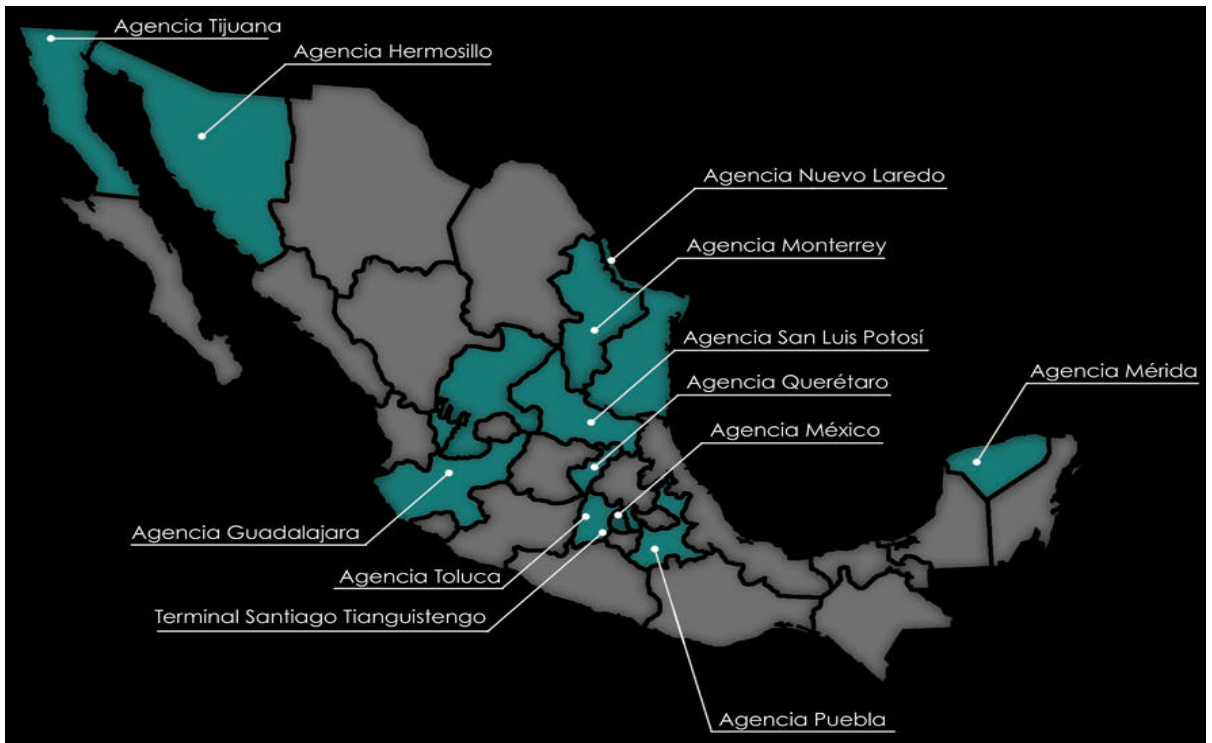 Agencia Tijuana
Agencia Hermosillo
Agencia Nuevo Laredo
Agencia Monterrey
Agencia San Luis Potosí
Agencia Mérida
Agencia Querétaro
Agencia México
Agencia Guadalajara
Agencia Toluca
Terminal Santiago Tianguistengo
Agencia Puebla